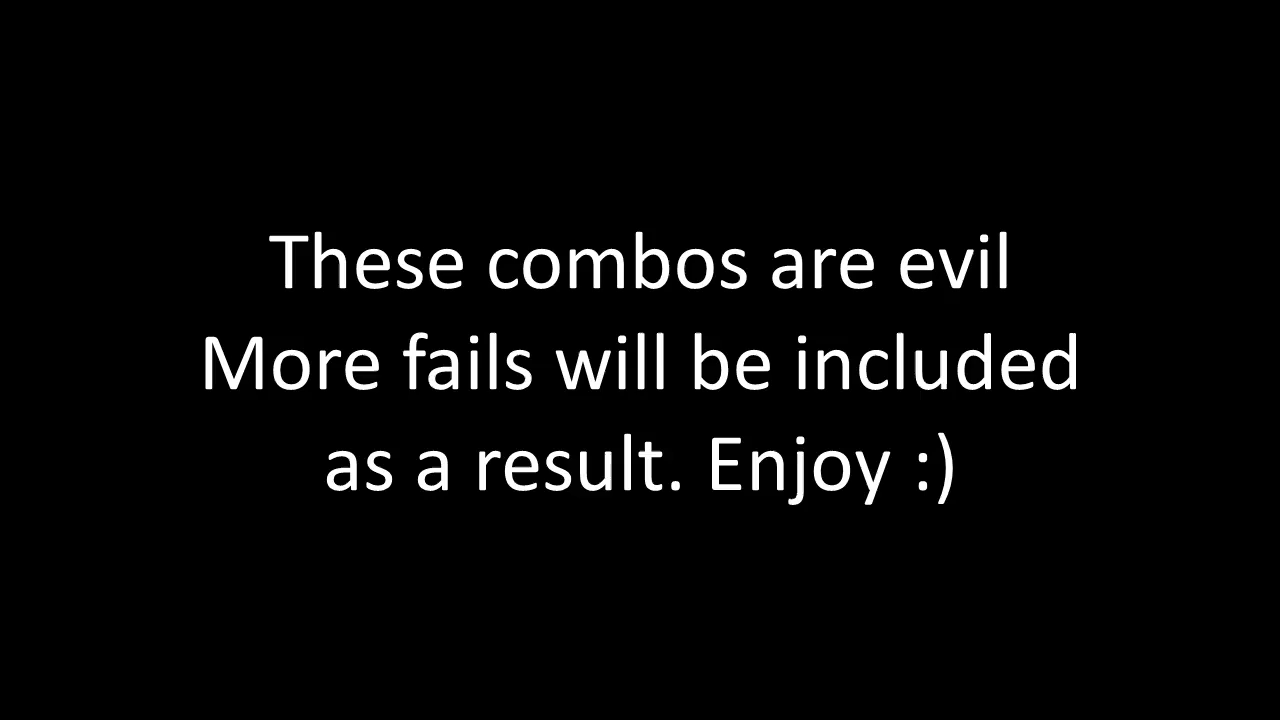 These combos are evil
More fails will be included
as a result. Enjoy :)